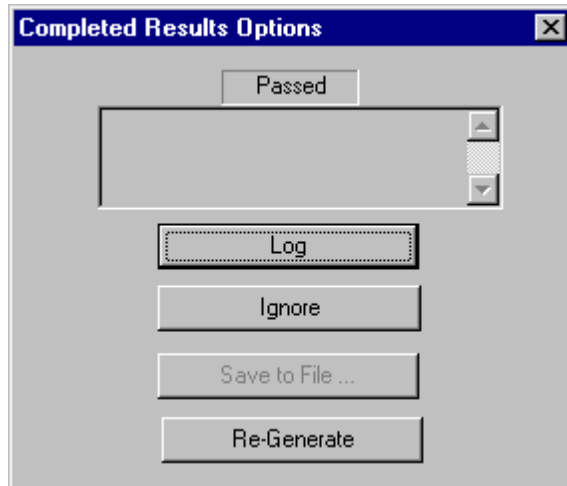 Completed Results Options
Passed
Log
Ignore
Save to File ...
Re-Generate